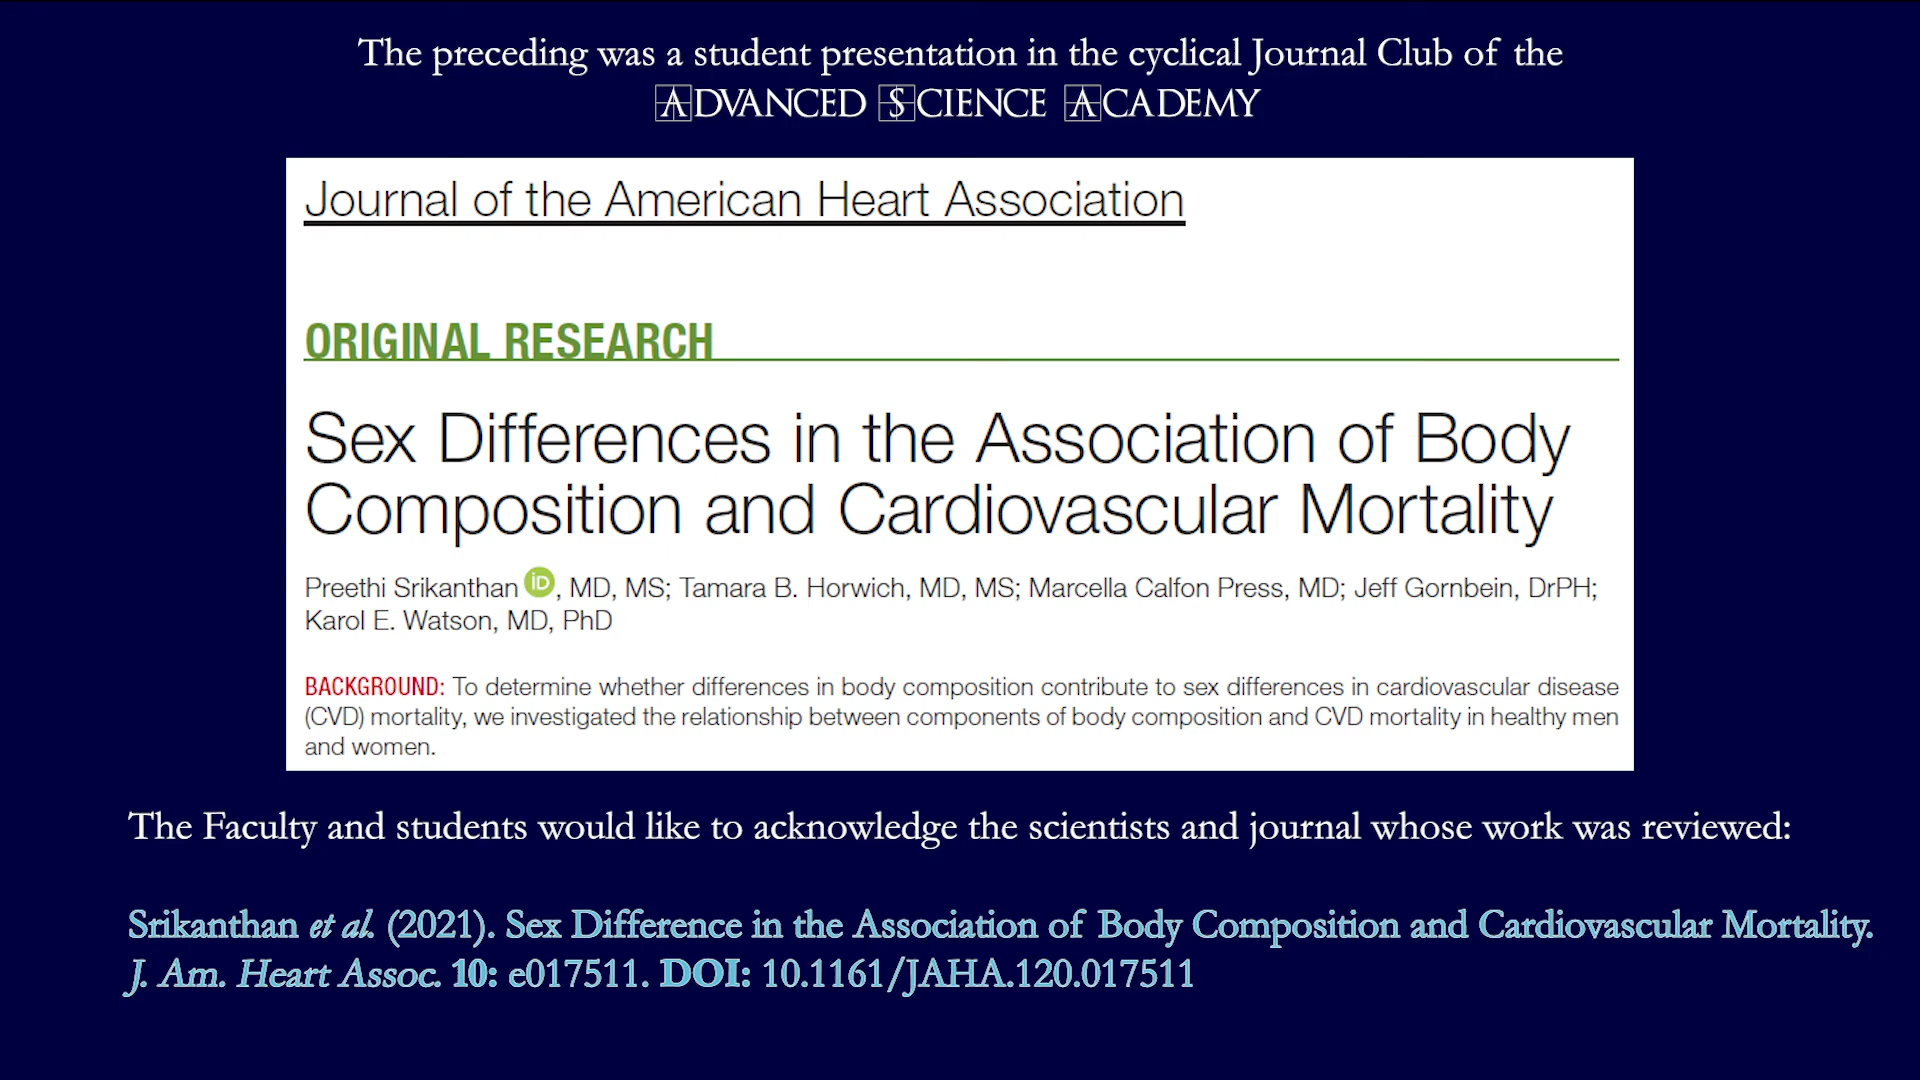 The preceding was a student presentation in the cyclical Journal Club of the
ADVANCED SCIENCE ACADEMY
Journal of the American Heart Association
ORIGINAL RESEARCH
Sex Differences in the Association of Body
Composition and Cardiovascular Mortality
Preethi Srikanthan iD, MD, MS; Tamara B. Horwich, MD, MS; Marcella Calfon Press, MD; Jeff Gornbein, DrPH;
Karol E. Watson, MD, PhD
BACKGROUND: To determine whether differences in body composition contribute to sex differences in cardiovascular disease
(CVD) mortality, we investigated the relationship between components of body composition and CVD mortality in healthy men
and women.
The Faculty and students would like to acknowledge the scientists and journal whose work was reviewed:
Srikanthan et al. (2021). Sex Difference in the Association of Body Composition and Cardiovascular Mortality.
J. Am. Heart Assoc. 10: e017511. DOI: 10.1161/JAHA.120.017511